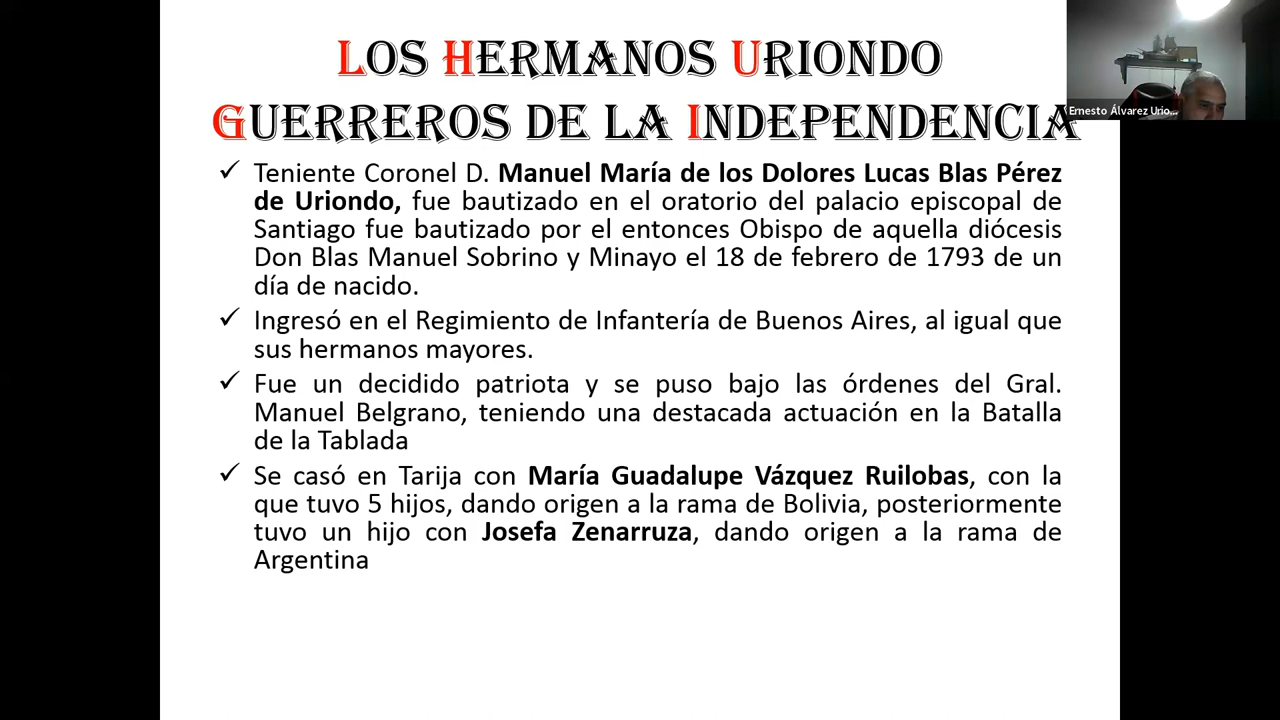 LOS HERMANOS URIONDO
GUERREROS DE LA INDEPENDENCIA
Ernesto Álvarez Urio...
✓ Teniente Coronel D. Manuel María de los Dolores Lucas Blas Pérez
de Uriondo, fue bautizado en el oratorio del palacio episcopal de
Santiago fue bautizado por el entonces Obispo de aquella diócesis
Don Blas Manuel Sobrino y Minayo el 18 de febrero de 1793 de un
día de nacido.
✓ Ingresó en el Regimiento de Infantería de Buenos Aires, al igual que
sus hermanos mayores.
✓ Fue un decidido patriota y se puso bajo las órdenes del Gral.
Manuel Belgrano, teniendo una destacada actuación en la Batalla
de la Tablada
✓ Se casó en Tarija con María Guadalupe Vázquez Ruilobas, con la
que tuvo 5 hijos, dando origen a la rama de Bolivia, posteriormente
tuvo un hijo con Josefa Zenarruza, dando origen a la rama de
Argentina